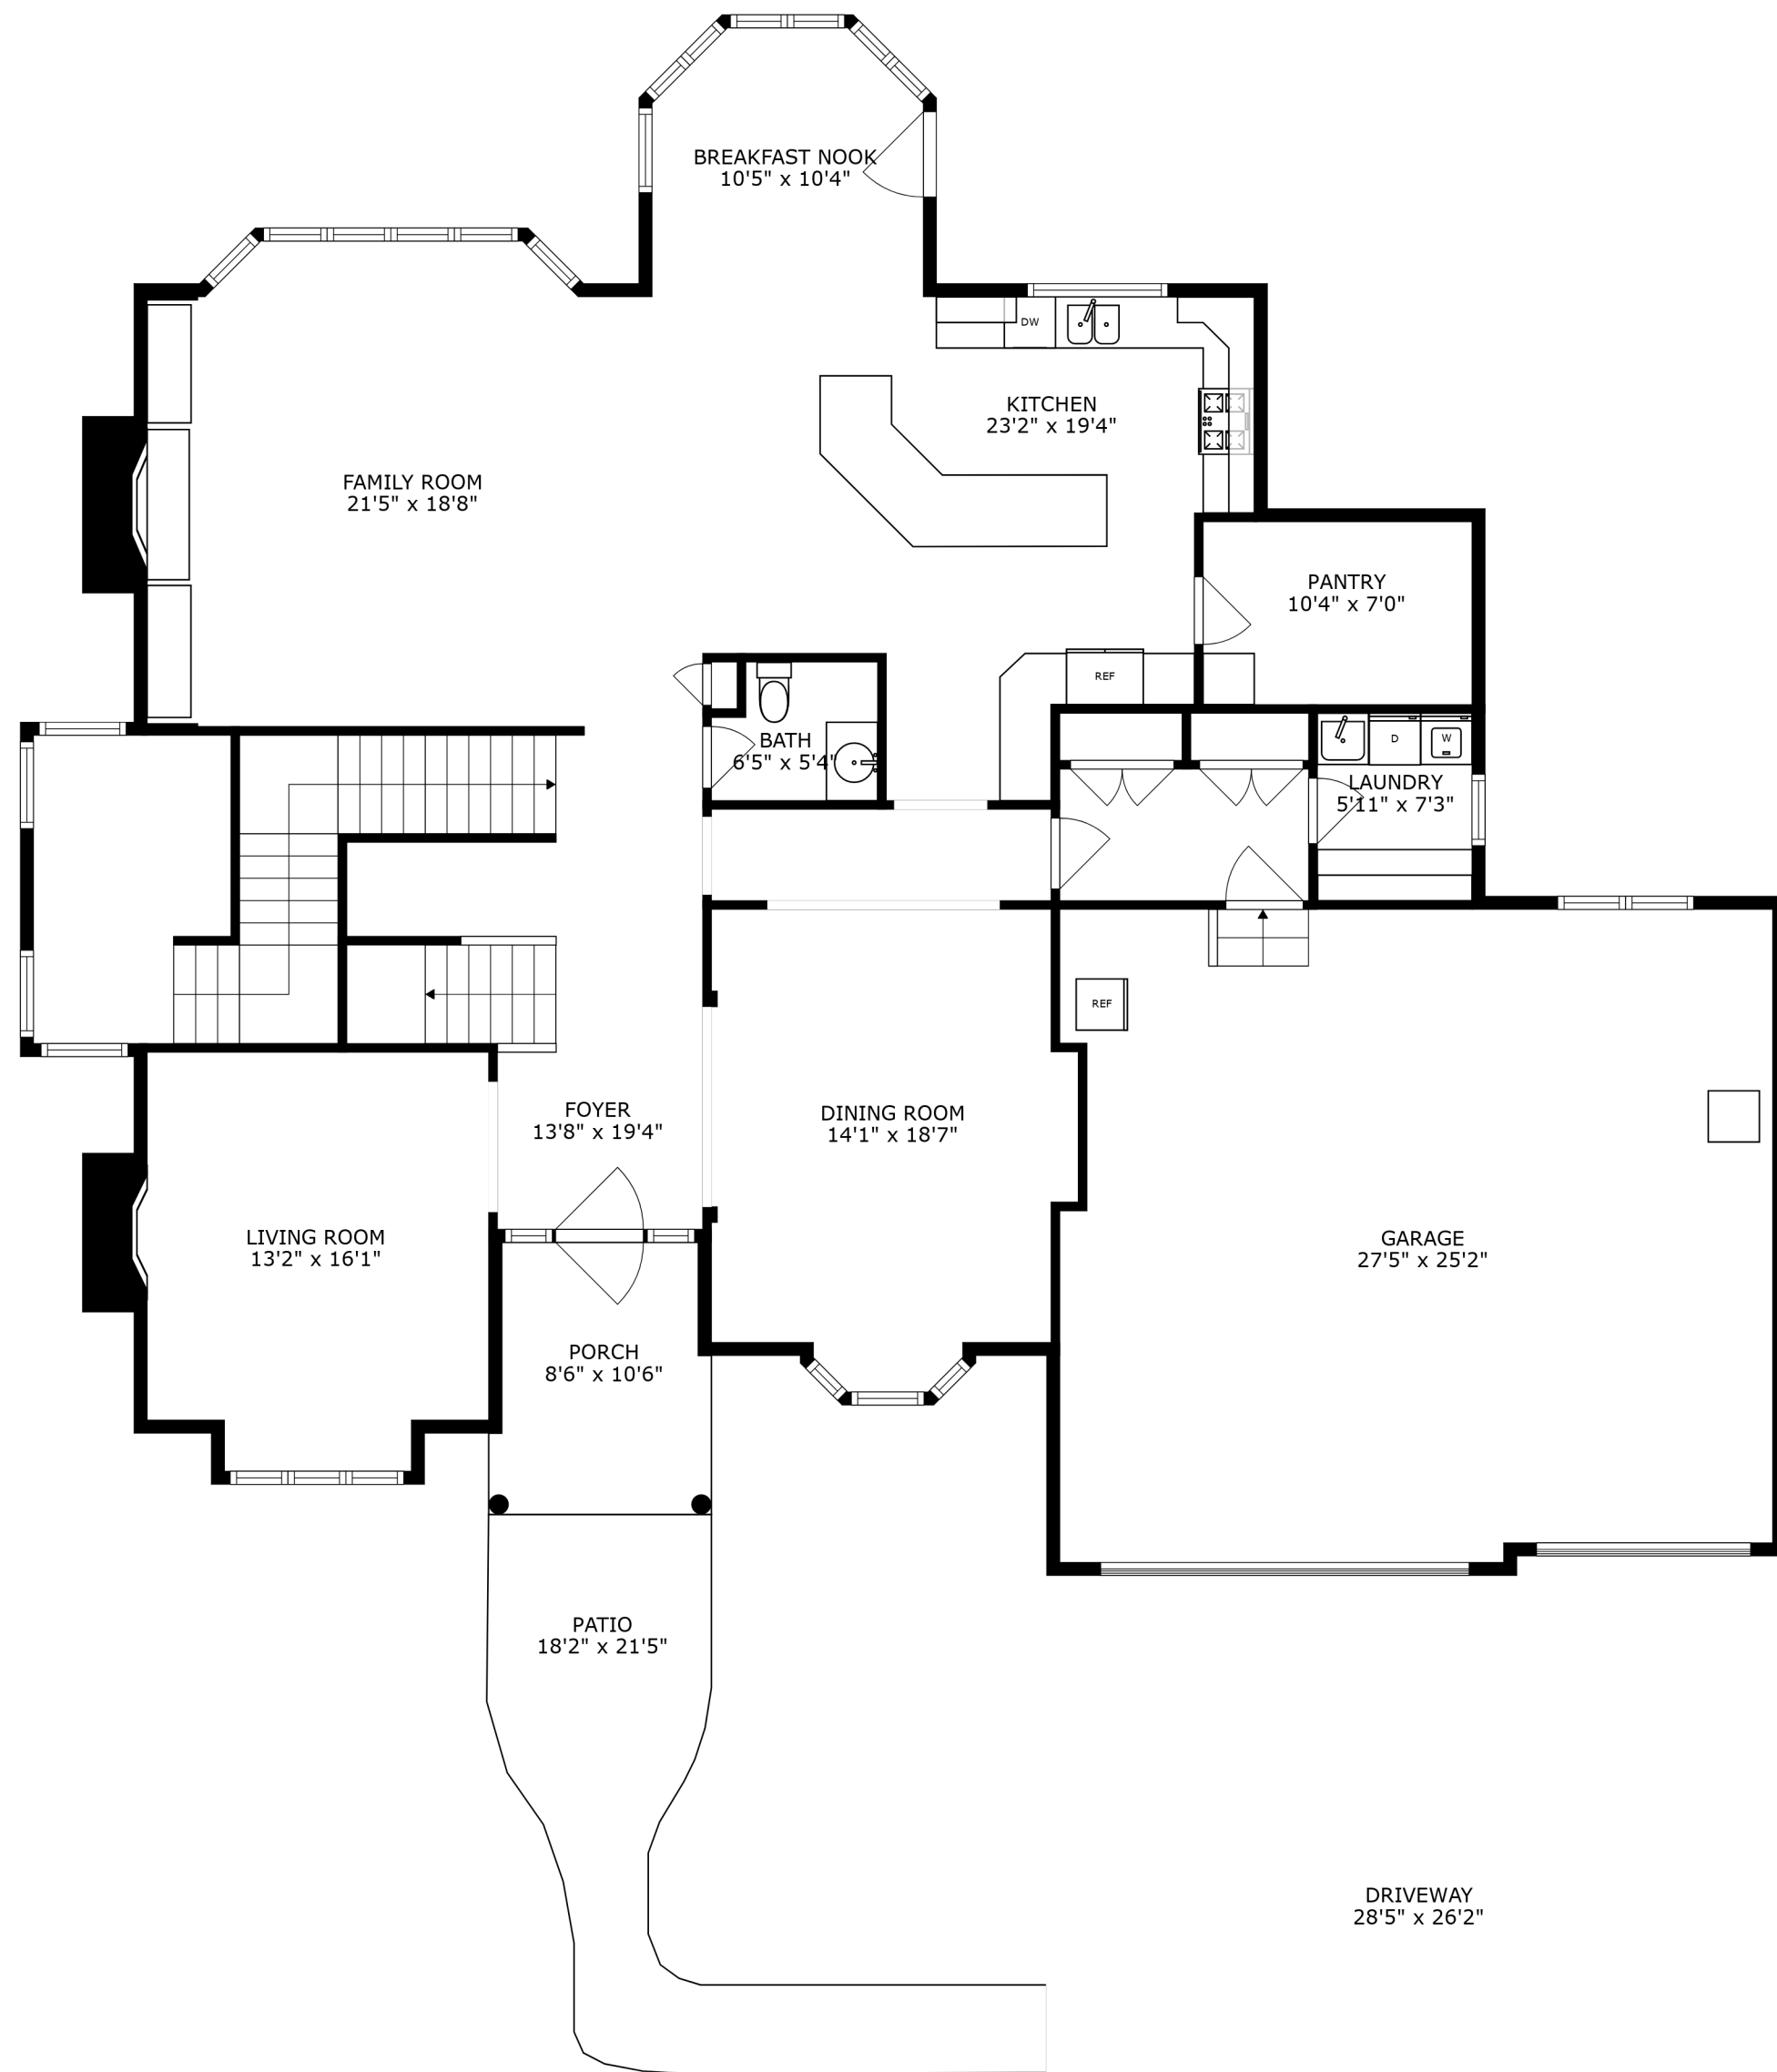 BREAKFAST NOOK
10'5" x 10'4"
DW
KITCHEN
23'2" x 19'4"
FAMILY ROOM
21'5" x 18'8"
PANTRY
10'4" x 7'0"
REF
BATH
6'5" x 5'4"
D
W
LAUNDRY
5'11" x 7'3"
REF
FOYER
13'8" x 19'4"
DINING ROOM
14'1" x 18'7"
LIVING ROOM
13'2" x 16'1"
GARAGE
27'5" x 25'2"
PORCH
8'6" x 10'6"
PATIO
18'2" x 21'5"
DRIVEWAY
28'5" x 26'2"